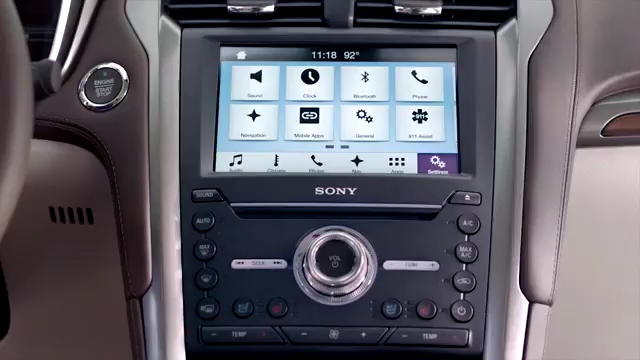 11:18 92°
Sound Clock Bluetooth Phone
Navigation Mobile Apps General 911 Assist
Audio Climate Phone Nav Apps Settings
ENGINE
START
STOP
SONY
SOUND
AUTO A/C
MAX MAX
A/C
VOL
SEEK TUNE
TEMP TEMP